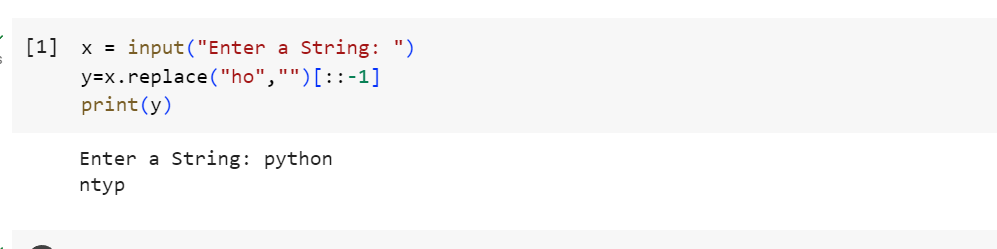 [1] x = input("Enter a String: ")
y=x.replace("ho","")[::-1]
print(y)
Enter a String: python
ntyp